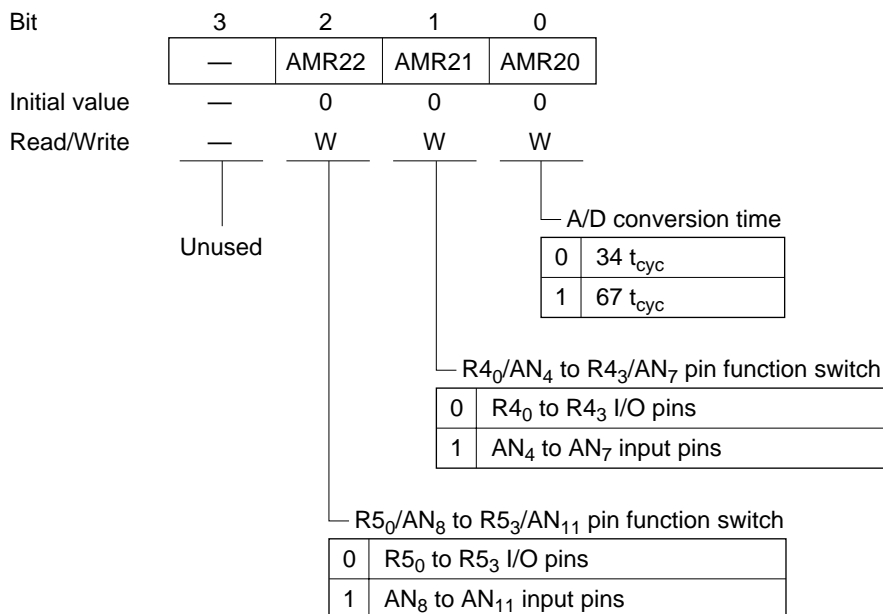 Bit 3 2 1 0
— AMR22 AMR21 AMR20
Initial value — 0 0 0
Read/Write — W W W
A/D conversion time
Unused
0 34 t_cyc
1 67 t_cyc
R4₀/AN₄ to R4₃/AN₇ pin function switch
0 R4₀ to R4₃ I/O pins
1 AN₄ to AN₇ input pins
R5₀/AN₈ to R5₃/AN₁₁ pin function switch
0 R5₀ to R5₃ I/O pins
1 AN₈ to AN₁₁ input pins